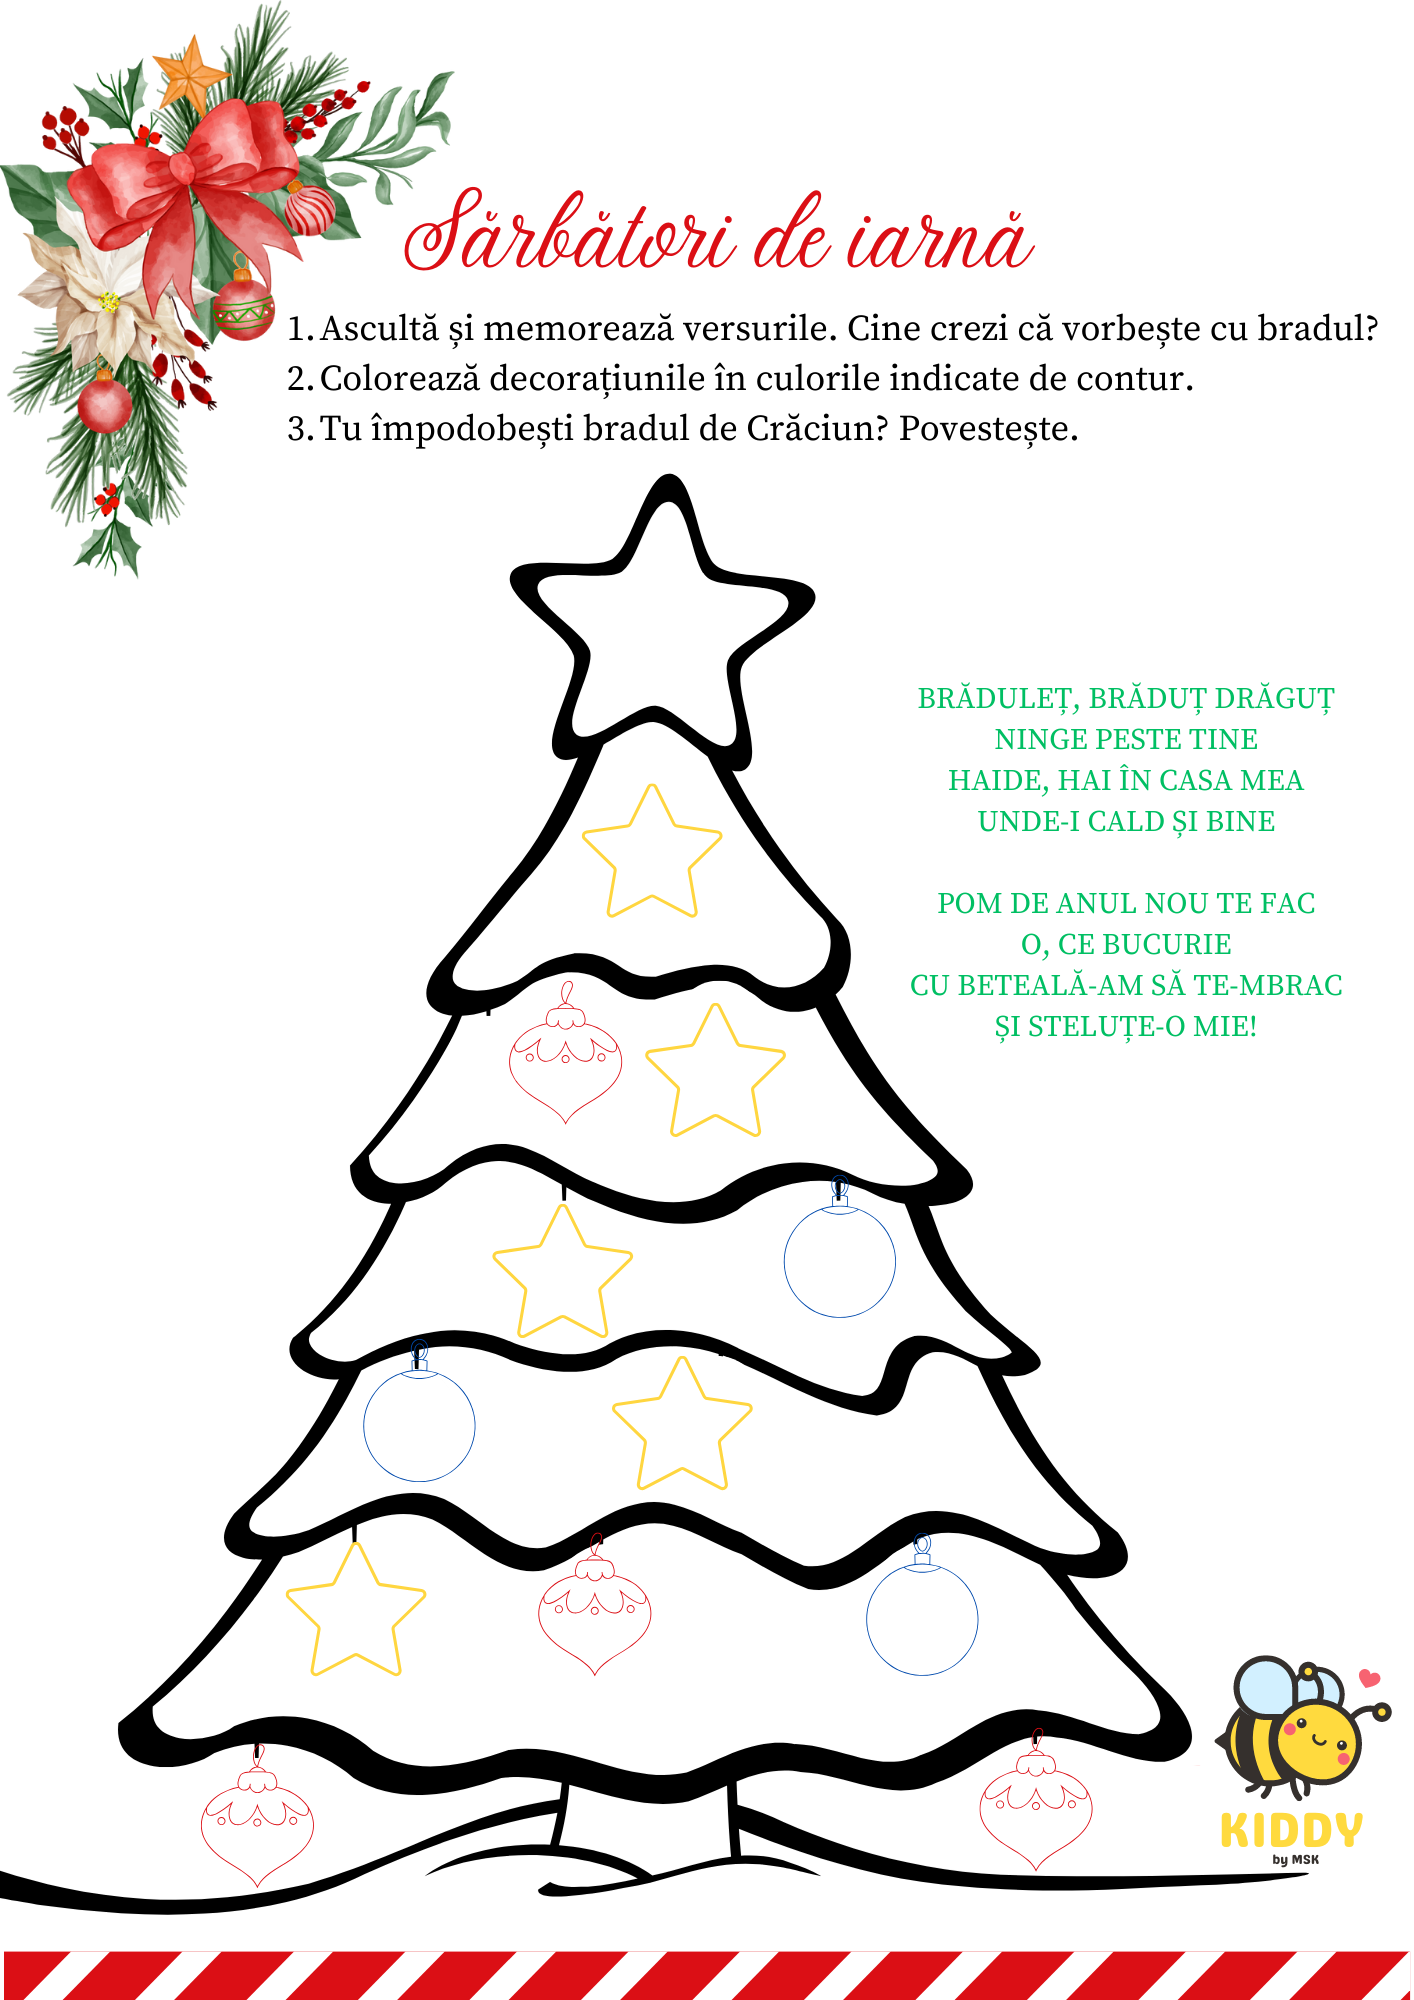 Sărbători de iarnă
1. Ascultă și memorează versurile. Cine crezi că vorbește cu bradul?
2. Colorează decorațiunile în culorile indicate de contur.
3. Tu împodobești bradul de Crăciun? Povestește.
BRĂDULEȚ, BRĂDUȚ DRĂGUȚ
NINGE PESTE TINE
HAIDE, HAI ÎN CASA MEA
UNDE-I CALD ȘI BINE
POM DE ANUL NOU TE FAC
O, CE BUCURIE
CU BETEALĂ-AM SĂ TE-MBRAC
ȘI STELUȚE-O MIE!
KIDDY
by MSK